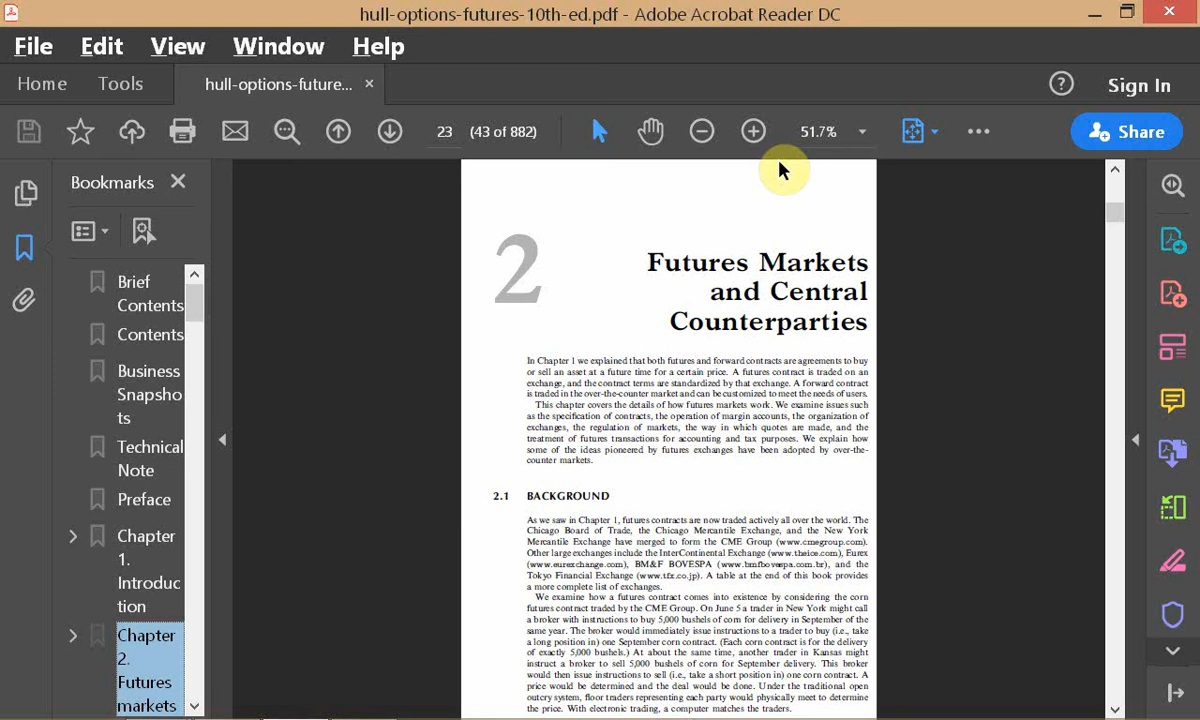 hull-options-futures-10th-ed.pdf - Adobe Acrobat Reader DC
File Edit View Window Help
Home Tools hull-options-future... × Sign In
23 (43 of 882) 51.7% Share
Bookmarks
Brief
Contents
Contents
Business
Snapsho
ts
Technical
Note
Preface
Chapter
1.
Introduc
tion
Chapter
2.
Futures
markets
2
Futures Markets
and Central
Counterparties
In Chapter 1 we explained that both futures and forward contracts are agreements to buy
or sell an asset at a future time for a certain price. A futures contract is traded on an
exchange, and the contract terms are standardized by that exchange. A forward contract
is traded in the over-the-counter market and can be customized to meet the needs of users.
This chapter covers the details of how futures markets work. We examine issues such
as the specification of contracts, the operation of margin accounts, the organization of
exchanges, the regulation of markets, the way in which quotes are made, and the
treatment of futures transactions for accounting and tax purposes. We explain how
some of the ideas pioneered by futures exchanges have been adopted by over-the-
counter markets.
2.1 BACKGROUND
As we saw in Chapter 1, futures contracts are now traded actively all over the world. The
Chicago Board of Trade, the Chicago Mercantile Exchange, and the New York
Mercantile Exchange have merged to form the CME Group (www.cmegroup.com).
Other large exchanges include the InterContinental Exchange (www.theice.com), Eurex
(www.eurexchange.com), BM&F BOVESPA (www.bmfbovespa.com.br), and the
Tokyo Financial Exchange (www.tfx.co.jp). A table at the end of this book provides
a more complete list of exchanges.
We examine how a futures contract comes into existence by considering the corn
futures contract traded by the CME Group. On June 5 a trader in New York might call
a broker with instructions to buy 5,000 bushels of corn for delivery in September of the
same year. The broker would immediately issue instructions to a trader to buy (i.e., take
a long position in) one September corn contract. (Each corn contract is for the delivery
of exactly 5,000 bushels.) At about the same time, another trader in Kansas might
instruct a broker to sell 5,000 bushels of corn for September delivery. This broker
would then issue instructions to sell (i.e., take a short position in) one corn contract. A
price would be determined and the deal would be done. Under the traditional open
outcry system, floor traders representing each party would physically meet to determine
the price. With electronic trading, a computer matches the traders.